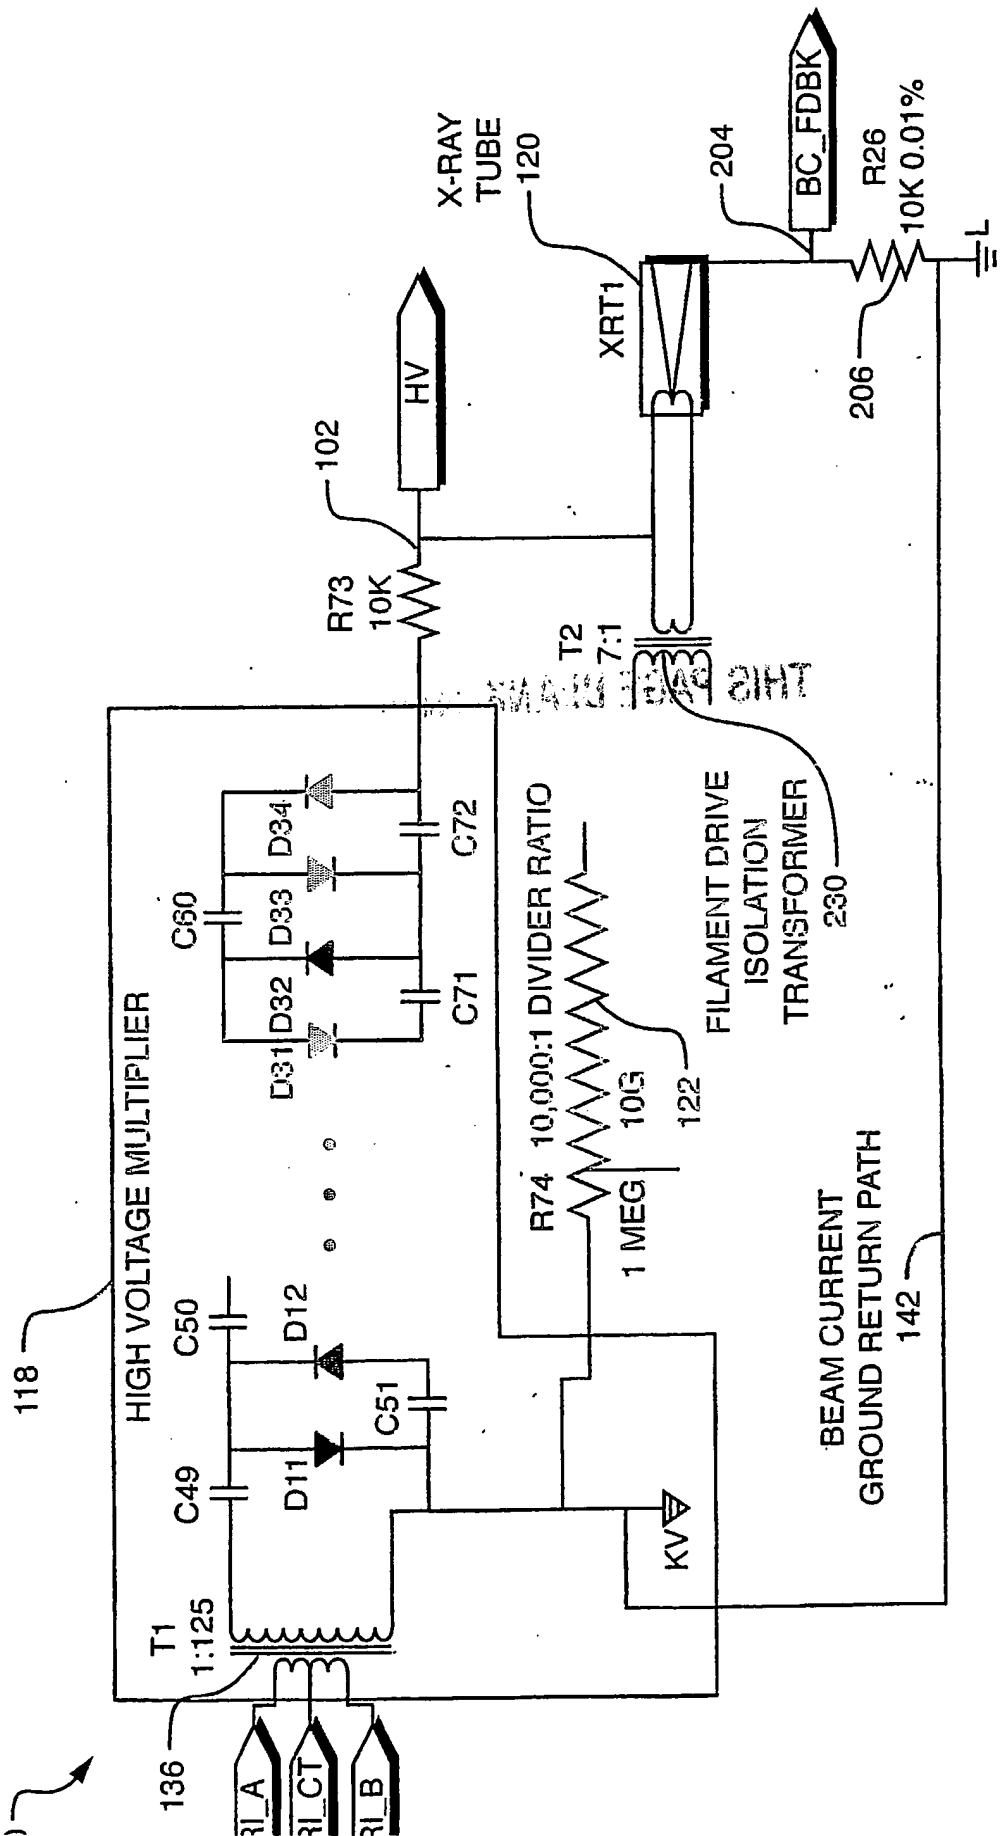 118
HIGH VOLTAGE MULTIPLIER
136
T1
1:125
C49
C50
D11
D12
C51
KV
C60
D31
D32
D33
D34
C71
C72
R73
10K
102
HV
R74
10,000:1 DIVIDER RATIO
1 MEG
10G
122
T2
7:1
FILAMENT DRIVE
ISOLATION
TRANSFORMER
230
X-RAY
TUBE
120
XRT1
204
BC_FDBK
R26
10K 0.01%
206
L
BEAM CURRENT
GROUND RETURN PATH
142
RI_A
RI_CT
RI_B
THIS PAGE BLANK